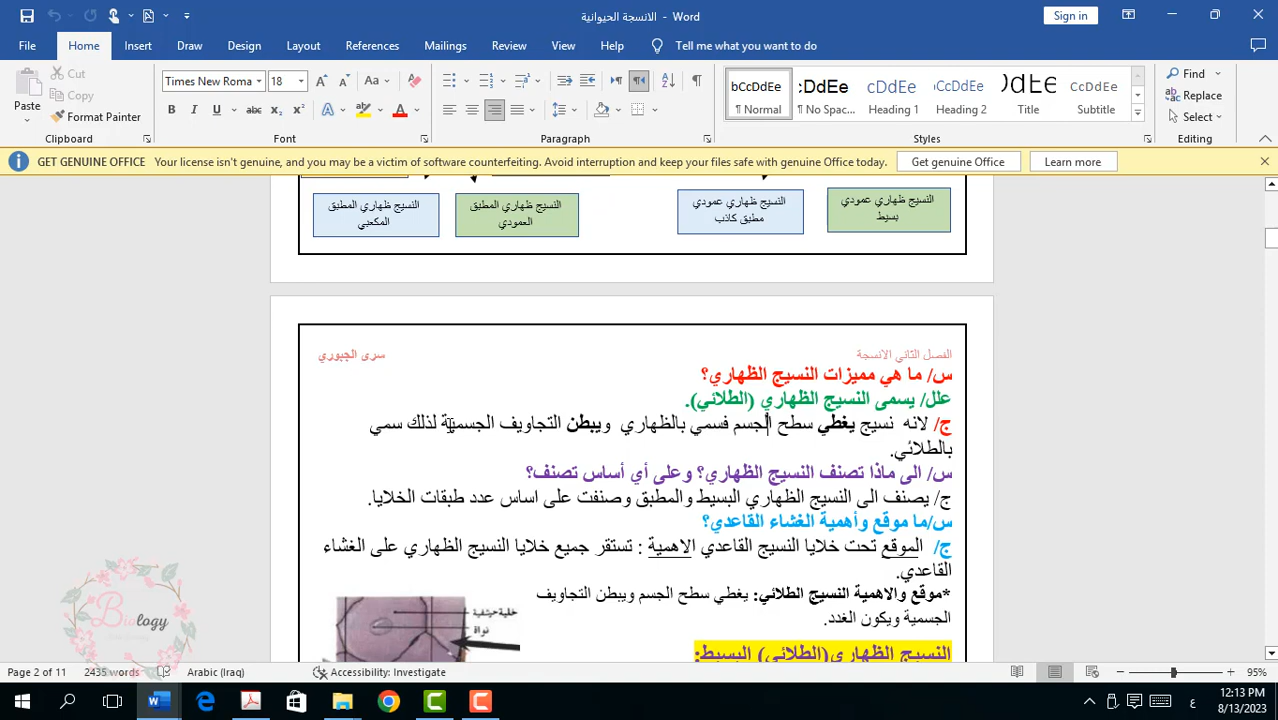 الانسجة الحيوانية - Word
Sign in
File Home Insert Draw Design Layout References Mailings Review View Help Tell me what you want to do
Paste
Cut
Copy
Format Painter
Clipboard
Times New Roma 18
Font
Paragraph
bCcDdEe ¶ Normal
:CcDdEe ¶ No Spac...
CcDdEe Heading 1
CcDdEe Heading 2
DdEe Title
CcDdEe Subtitle
Styles
Find
Replace
Select
Editing
GET GENUINE OFFICE Your license isn't genuine, and you may be a victim of software counterfeiting. Avoid interruption and keep your files safe with genuine Office today. Get genuine Office Learn more
النسيج ظهاري عمودي بسيط
النسيج ظهاري عمودي مطبق كاذب
النسيج ظهاري المطبق العمودي
النسيج ظهاري المطبق المكعبي
الفصل الثاني الانسجة
سرى الجبوري
س/ ما هي مميزات النسيج الظهاري؟
علل/ يسمى النسيج الظهاري (الطلائي).
ج/ لانه نسيج يغطي سطح الجسم فسمي بالظهاري ويبطن التجاويف الجسمية لذلك سمي
بالطلائي.
س/ الى ماذا تصنف النسيج الظهاري؟ وعلى أي أساس تصنف؟
ج/ يصنف الى النسيج الظهاري البسيط والمطبق وصنفت على اساس عدد طبقات الخلايا.
س/ما موقع وأهمية الغشاء القاعدي؟
ج/ الموقع تحت خلايا النسيج القاعدي الاهمية : تستقر جميع خلايا النسيج الظهاري على الغشاء
القاعدي.
*موقع والاهمية النسيج الطلائي: يغطي سطح الجسم ويبطن التجاويف
الجسمية ويكون الغدد.
خلية حرشفية
نواة
النسيج الظهاري(الطلائي) البسيط:
Biology
Page 2 of 11 2435 words Arabic (Iraq) Accessibility: Investigate 95%
12:13 PM
8/13/2023
ع